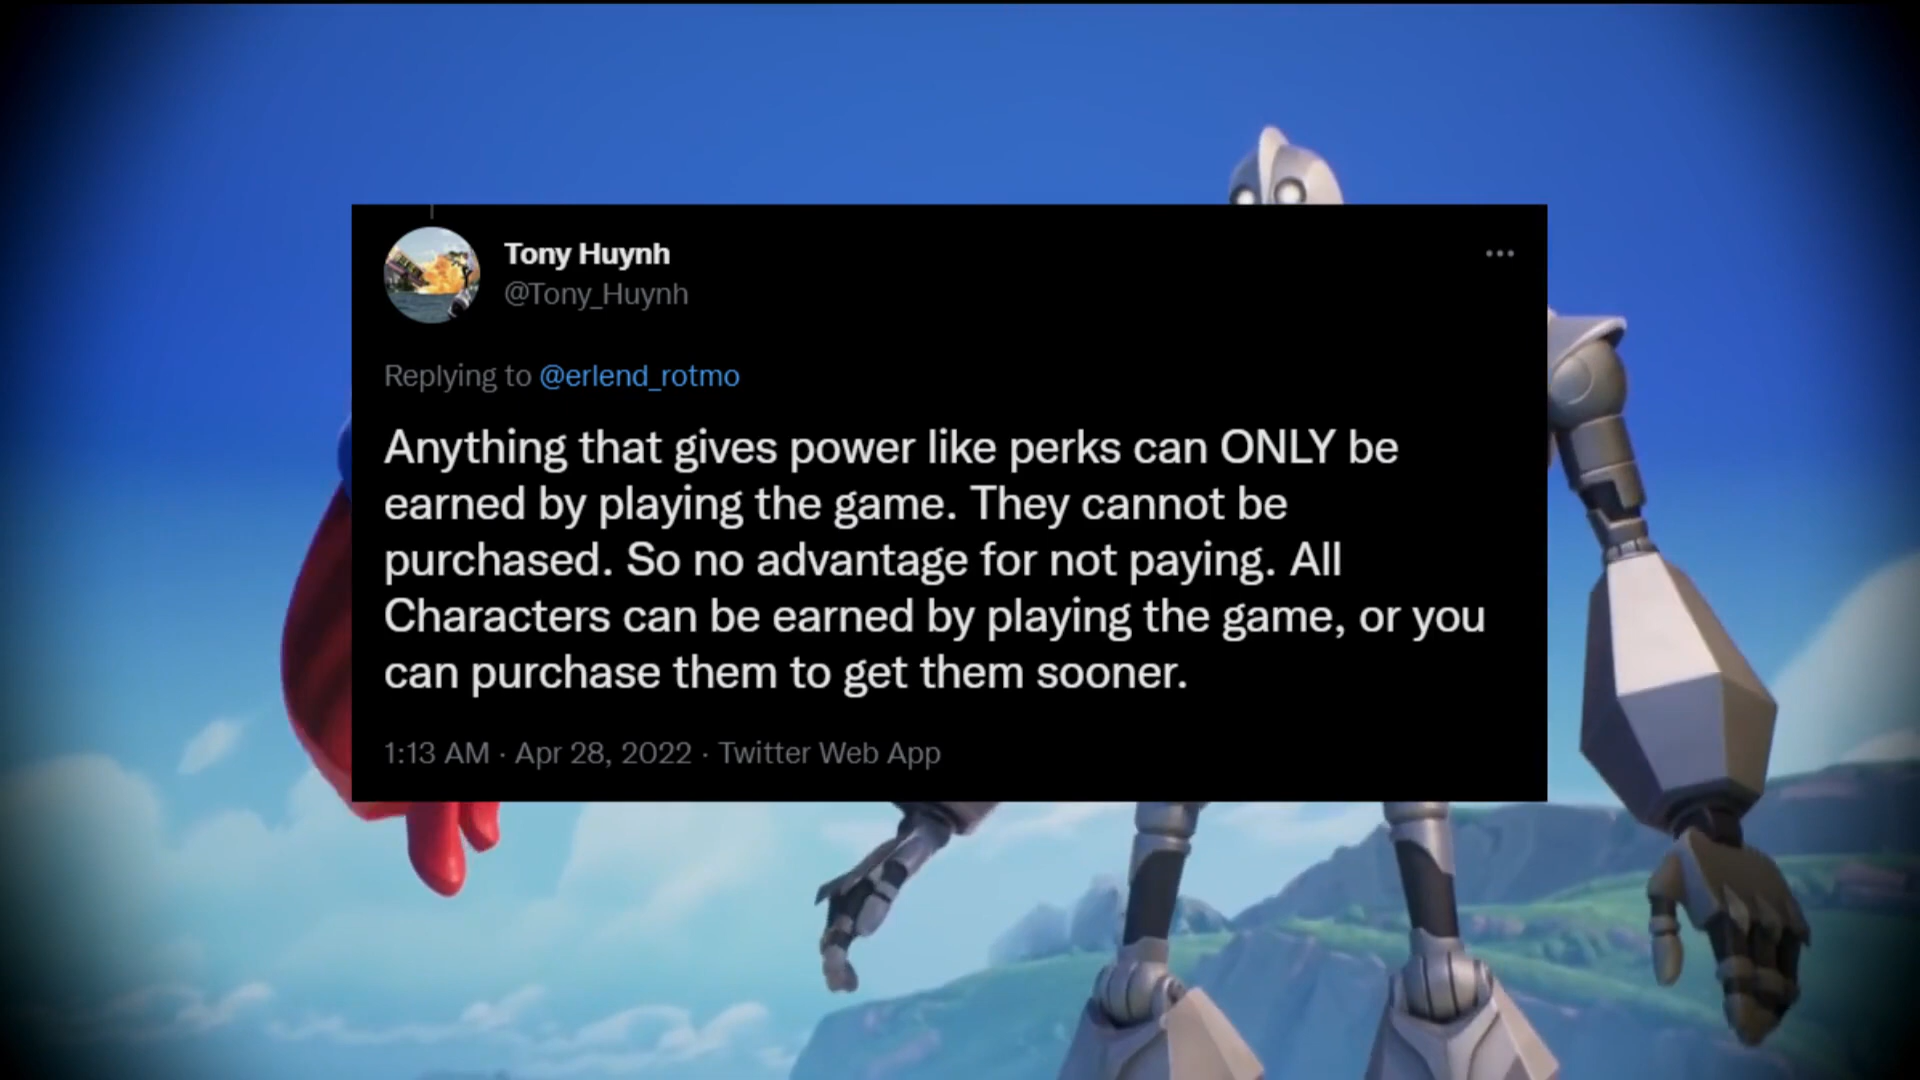 Tony Huynh
@Tony_Huynh
Replying to @erlend_rotmo
Anything that gives power like perks can ONLY be
earned by playing the game. They cannot be
purchased. So no advantage for not paying. All
Characters can be earned by playing the game, or you
can purchase them to get them sooner.
1:13 AM · Apr 28, 2022 · Twitter Web App